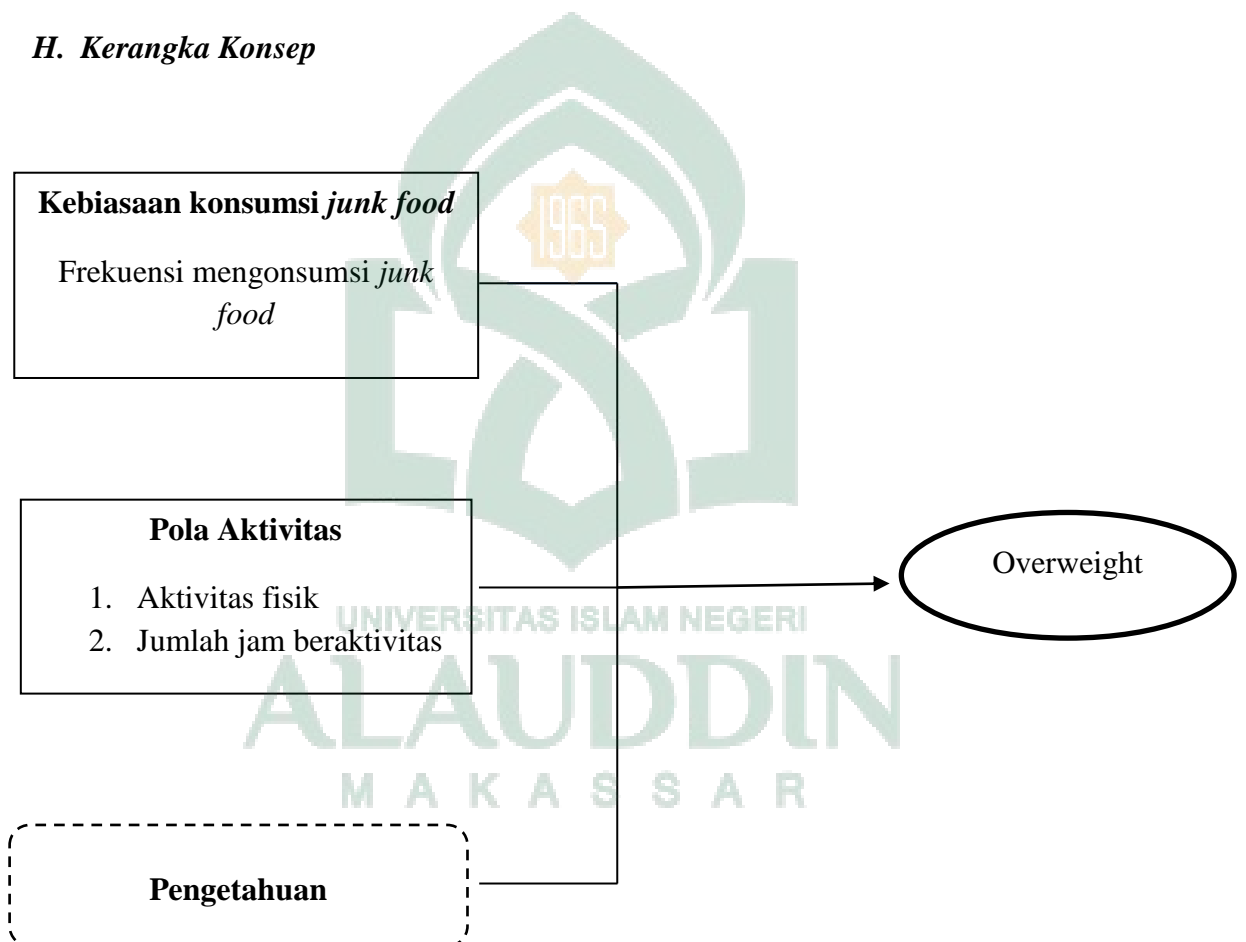 H. Kerangka Konsep
1965
Kebiasaan konsumsi junk food
Frekuensi mengonsumsi junk
food
Pola Aktivitas
1. Aktivitas fisik
2. Jumlah jam beraktivitas
Overweight
UNIVERSITAS ISLAM NEGERI
ALAUDDIN
MAKASSAR
Pengetahuan